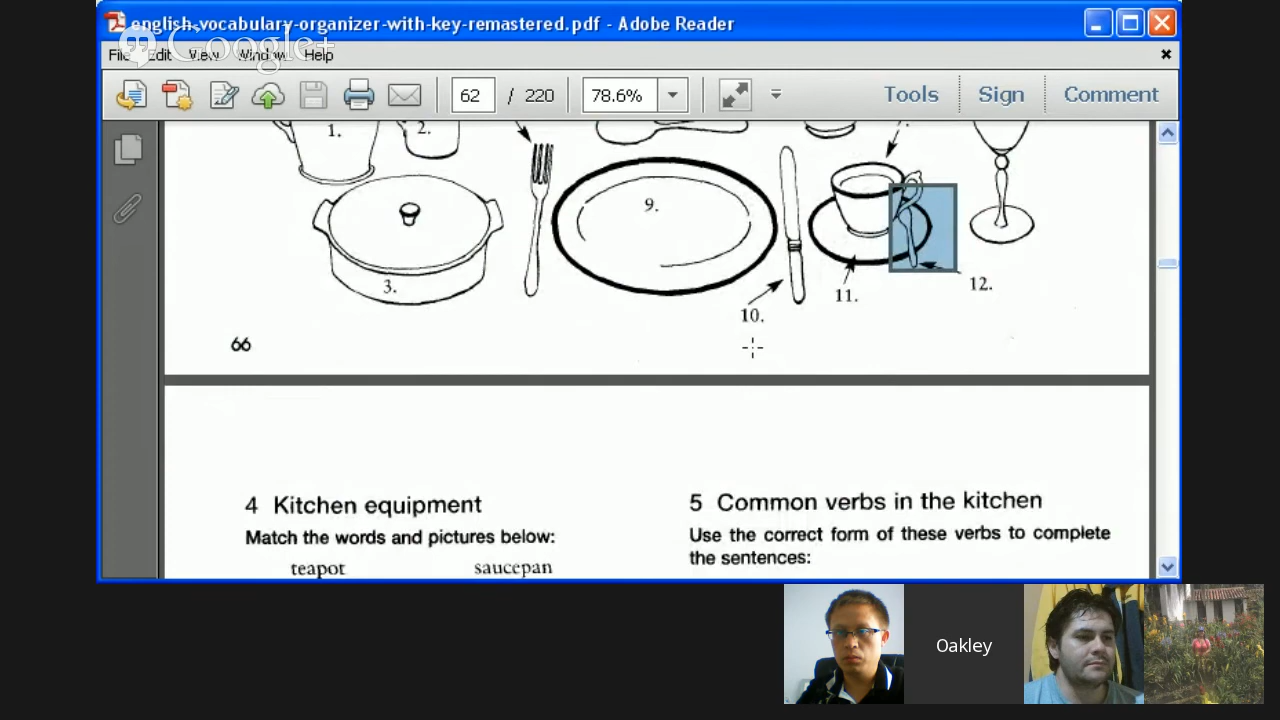 english-vocabulary-organizer-with-key-remastered.pdf - Adobe Reader
Google+
File Edit View Window Help
62 / 220 78.6% Tools Sign Comment
1. 2.
9.
3.
11. 12.
10.
66
4 Kitchen equipment
Match the words and pictures below:
teapot saucepan
5 Common verbs in the kitchen
Use the correct form of these verbs to complete
the sentences:
Oakley